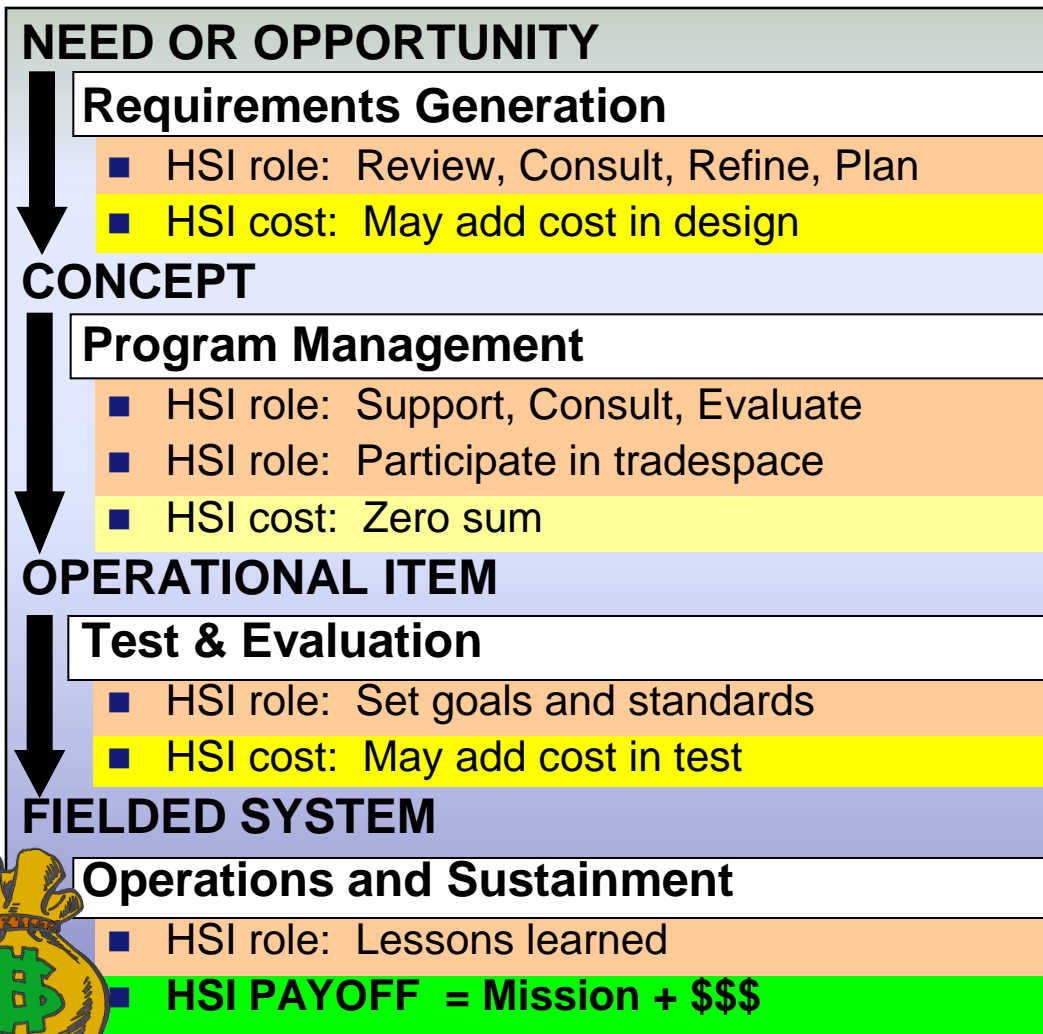 NEED OR OPPORTUNITY
Requirements Generation
■ HSI role: Review, Consult, Refine, Plan
■ HSI cost: May add cost in design
CONCEPT
Program Management
■ HSI role: Support, Consult, Evaluate
■ HSI role: Participate in tradespace
■ HSI cost: Zero sum
OPERATIONAL ITEM
Test & Evaluation
■ HSI role: Set goals and standards
■ HSI cost: May add cost in test
FIELDED SYSTEM
Operations and Sustainment
■ HSI role: Lessons learned
■ HSI PAYOFF = Mission + $$$
$